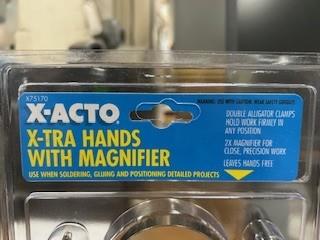 X75170
X-ACTO®
X-TRA HANDS
WITH MAGNIFIER
USE WHEN SOLDERING, GLUING AND POSITIONING DETAILED PROJECTS
WARNING: USE WITH CAUTION. WEAR SAFETY GOGGLES
DOUBLE ALLIGATOR CLAMPS
HOLD WORK FIRMLY IN
ANY POSITION
2X MAGNIFIER FOR
CLOSE, PRECISION WORK
LEAVES HANDS FREE